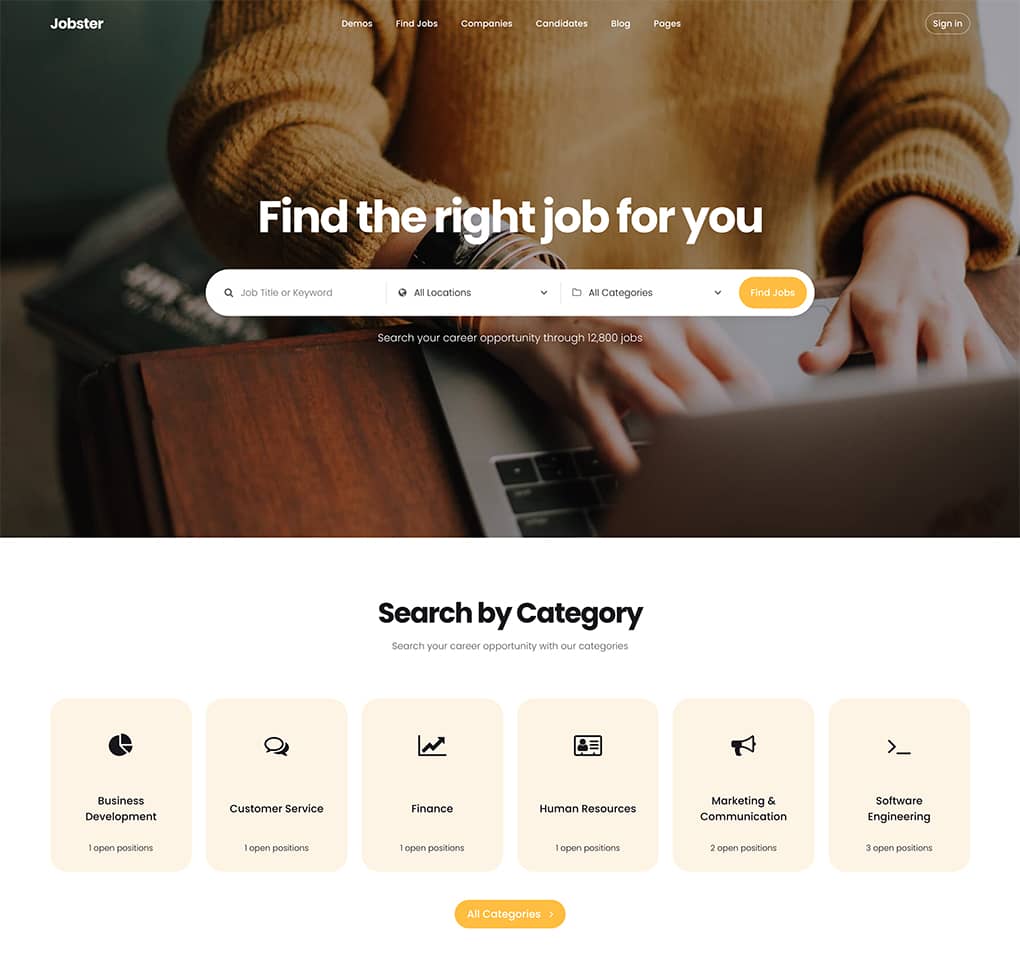 Jobster
Demos
Find Jobs
Companies
Candidates
Blog
Pages
Sign in
Find the right job for you
Job Title or Keyword
All Locations
All Categories
Find Jobs
Search your career opportunity through 12,800 jobs
Search by Category
Search your career opportunity with our categories
Business
Development
1 open positions
Customer Service
1 open positions
Finance
1 open positions
Human Resources
1 open positions
Marketing &
Communication
2 open positions
Software
Engineering
3 open positions
All Categories